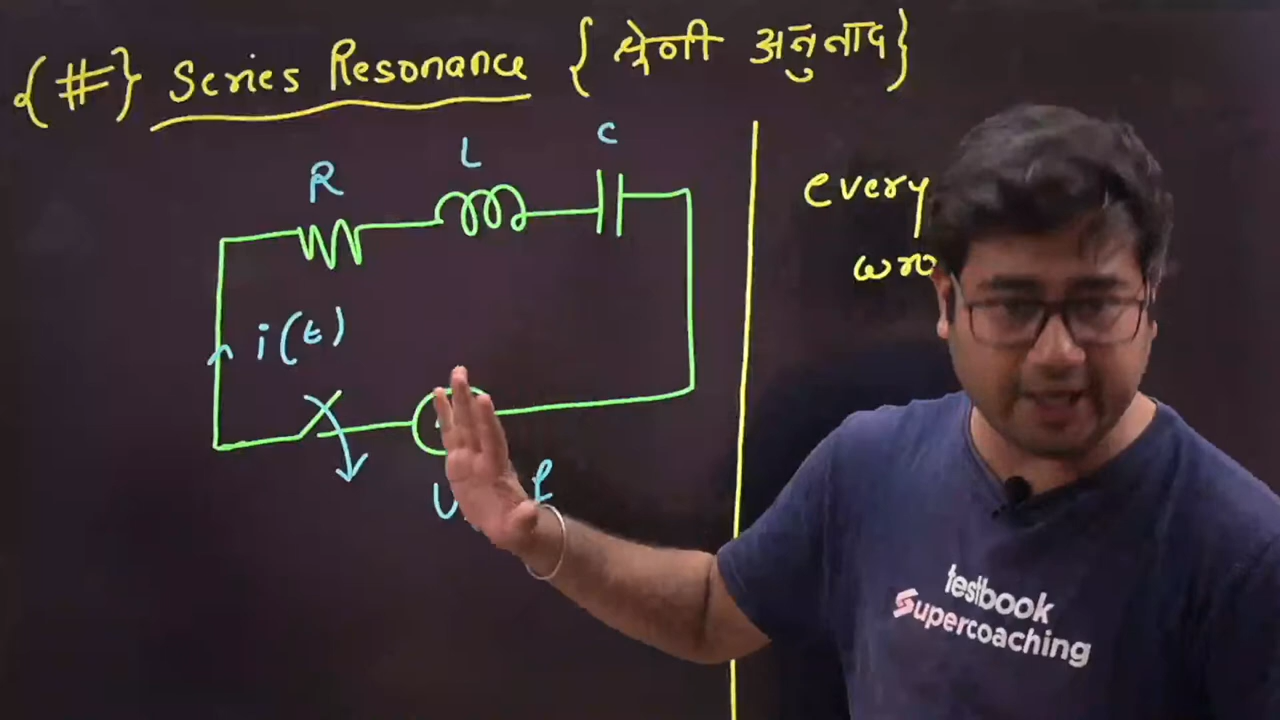 {#} Series Resonance {श्रेणी अनुनाद}
R
L
C
i(t)
f
every
testbook
Supercoaching